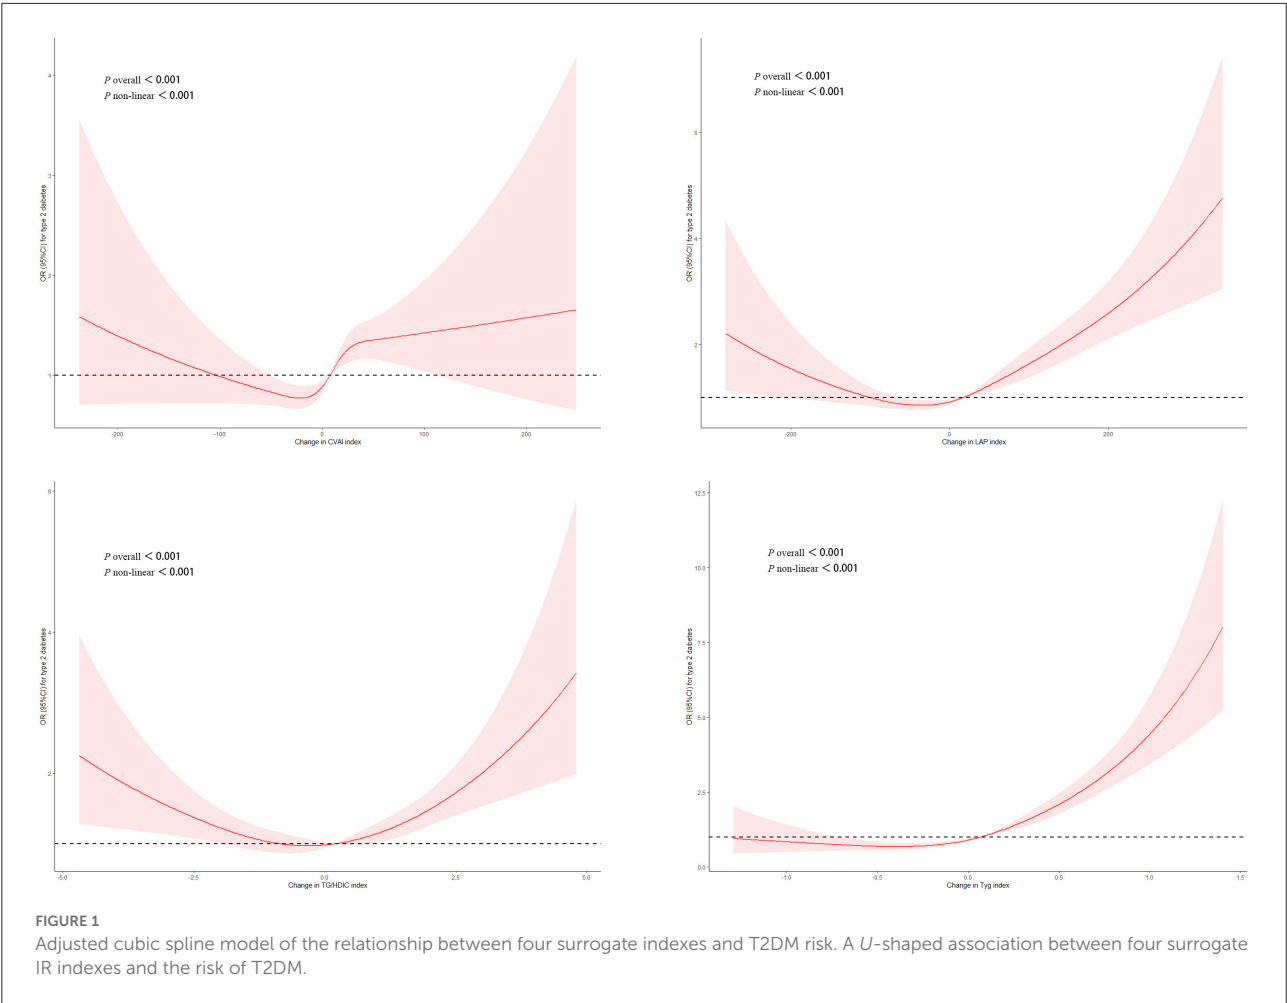 P overall < 0.001
P non-linear < 0.001
OR (95%CI) for type 2 daibetes
4
3
2
1
-200
-100
0
100
200
Change in CVAI index
P overall < 0.001
P non-linear < 0.001
OR (95%CI) for type 2 daibetes
6
4
2
-200
0
200
Change in LAP index
P overall < 0.001
P non-linear < 0.001
OR (95%CI) for type 2 daibetes
6
4
2
-5.0
-2.5
0.0
2.5
5.0
Change in TG/HDlC index
P overall < 0.001
P non-linear < 0.001
OR (95%CI) for type 2 daibetes
12.5
10.0
7.5
5.0
2.5
0.0
-1.0
-0.5
0.0
0.5
1.0
1.5
Change in Tyg index
FIGURE 1
Adjusted cubic spline model of the relationship between four surrogate indexes and T2DM risk. A U-shaped association between four surrogate
IR indexes and the risk of T2DM.